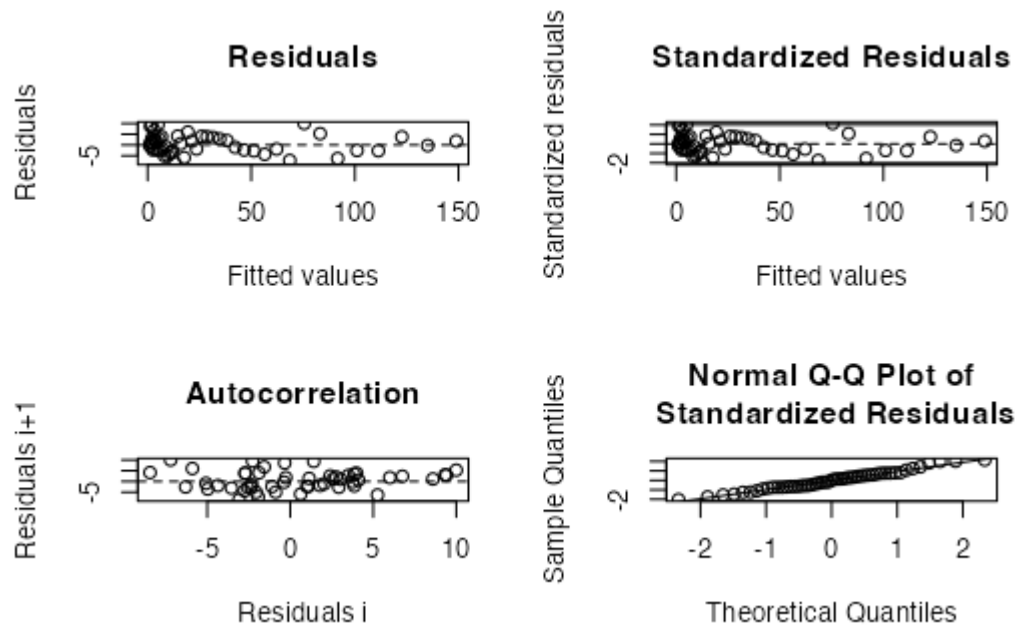 Residuals
Residuals
-5
0 50 100 150
Fitted values
Standardized Residuals
Standardized residuals
-2
0 50 100 150
Fitted values
Autocorrelation
Residuals i+1
-5
-5 0 5 10
Residuals i
Normal Q-Q Plot of
Standardized Residuals
Sample Quantiles
-2
-2 -1 0 1 2
Theoretical Quantiles